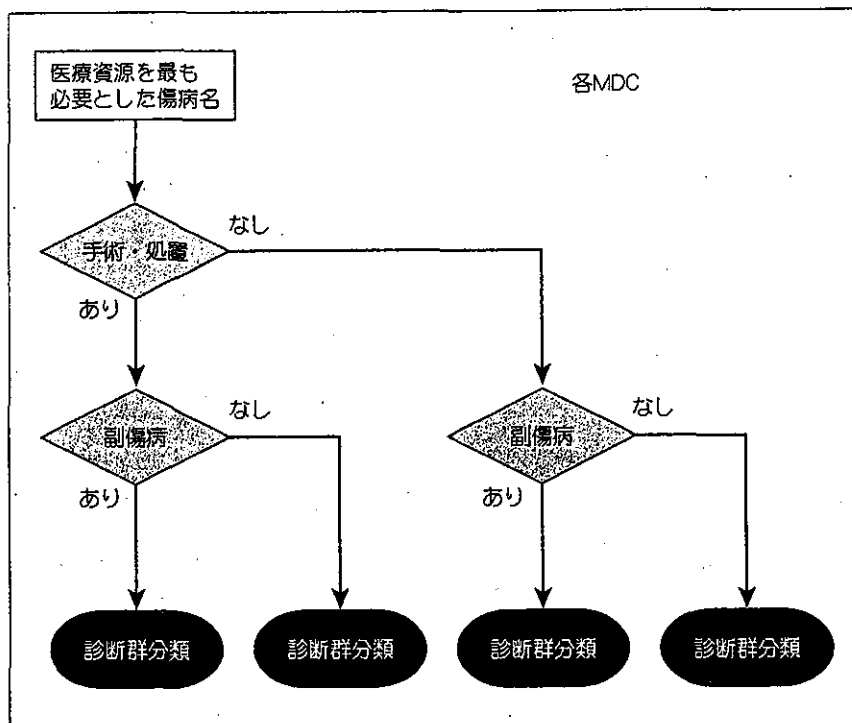 医療資源を最も
必要とした傷病名
各MDC
手術・処置
なし
あり
副傷病
なし
あり
副傷病
なし
あり
診断群分類
診断群分類
診断群分類
診断群分類